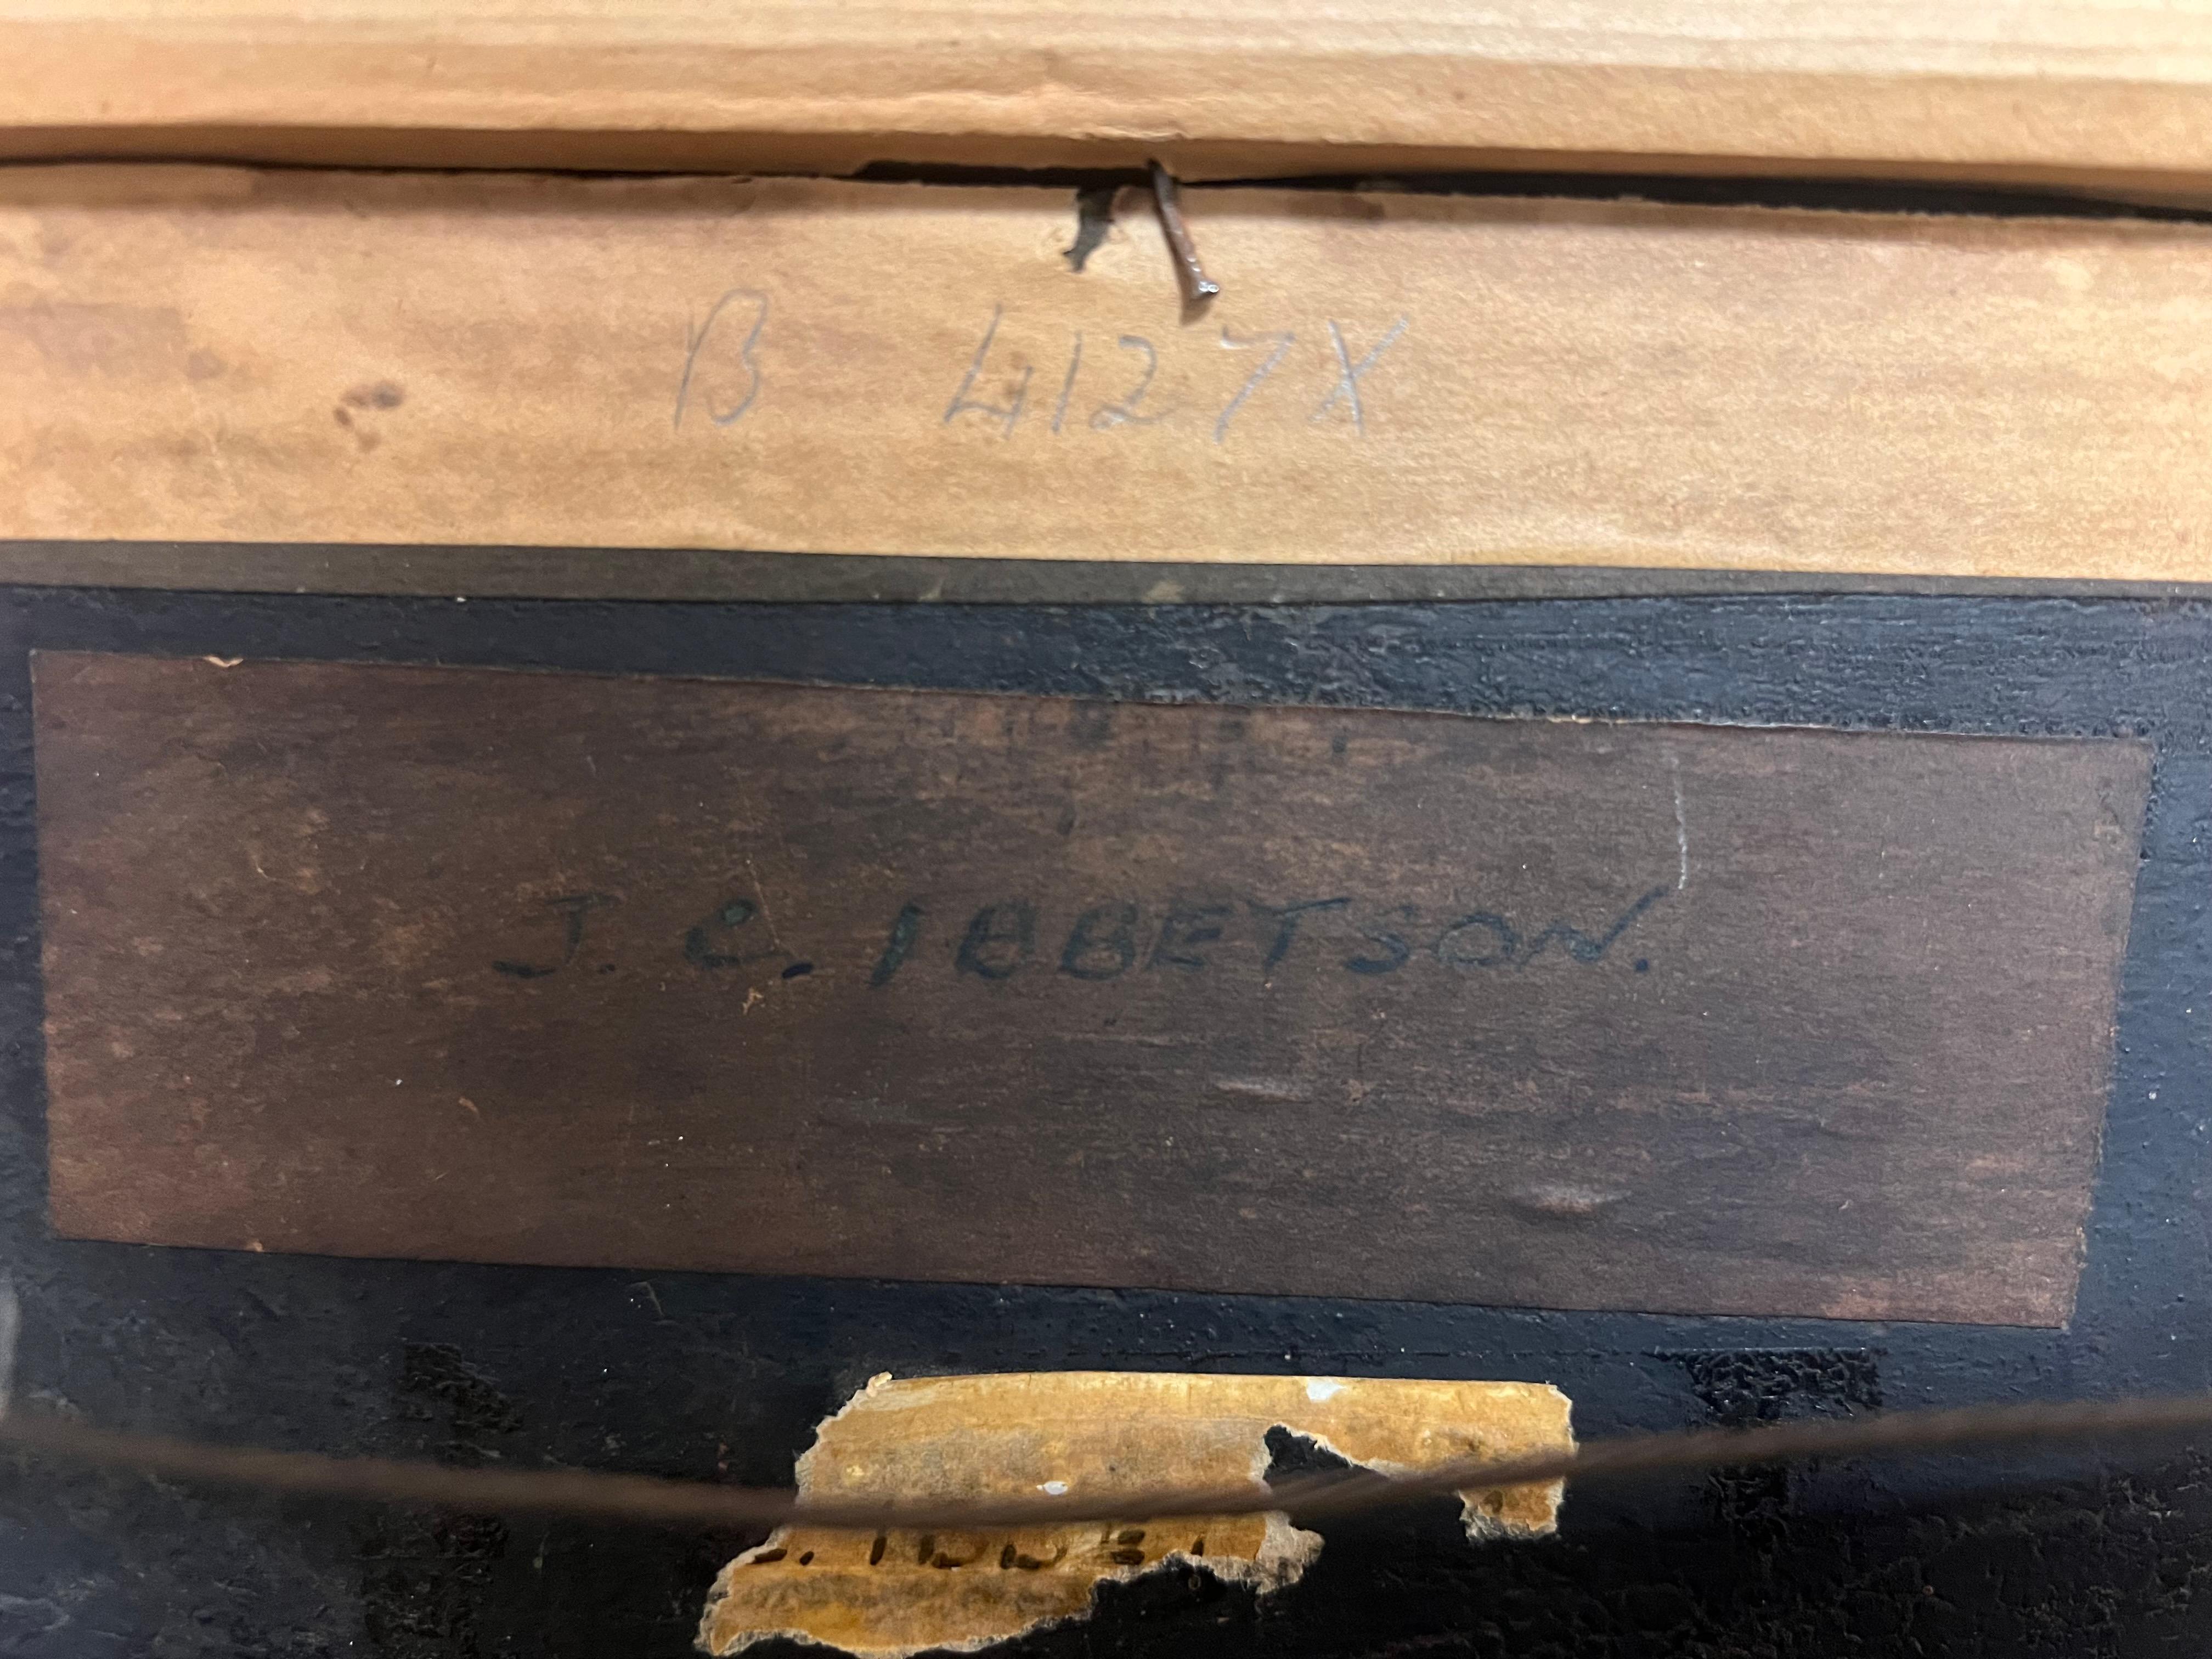 B 4127X
J. C. IBBETSON.